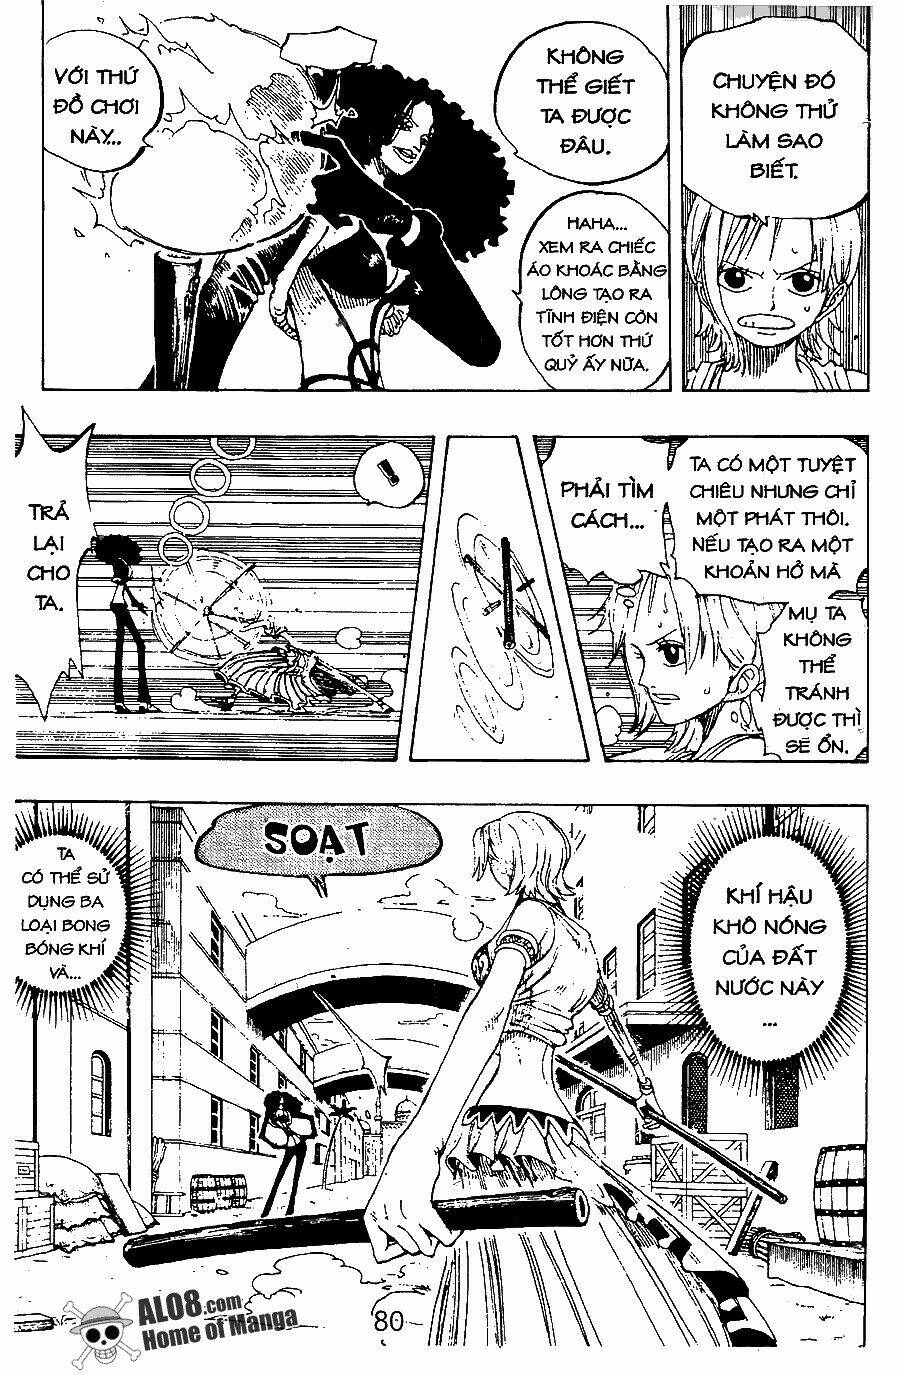 VỚI THỨ
ĐỒ CHƠI
NÀY...
KHÔNG
THỂ GIẾT
TA ĐƯỢC
ĐÂU.
HAHA...
XEM RA CHIẾC
ÁO KHOÁC BẰNG
LÔNG TẠO RA
TĨNH ĐIỆN CÒN
TỐT HƠN THỨ
QUỶ ẤY NỮA.
CHUYỆN ĐÓ
KHÔNG THỬ
LÀM SAO
BIẾT.
TRẢ
LẠI
CHO
TA.
!
PHẢI TÌM
CÁCH...
TA CÓ MỘT TUYỆT
CHIÊU NHƯNG CHỈ
MỘT PHÁT THÔI.
NẾU TẠO RA MỘT
KHOẢN HỞ MÀ
MỤ TA
KHÔNG
THỂ
TRÁNH
ĐƯỢC THÌ
SẼ ỔN.
TA
CÓ THỂ SỬ
DỤNG BA
LOẠI BONG
BÓNG KHÍ
VÀ...
SOẠT
KHÍ HẬU
KHÔ NÓNG
CỦA ĐẤT
NƯỚC NÀY
...
AL08.com
Home of Manga
80